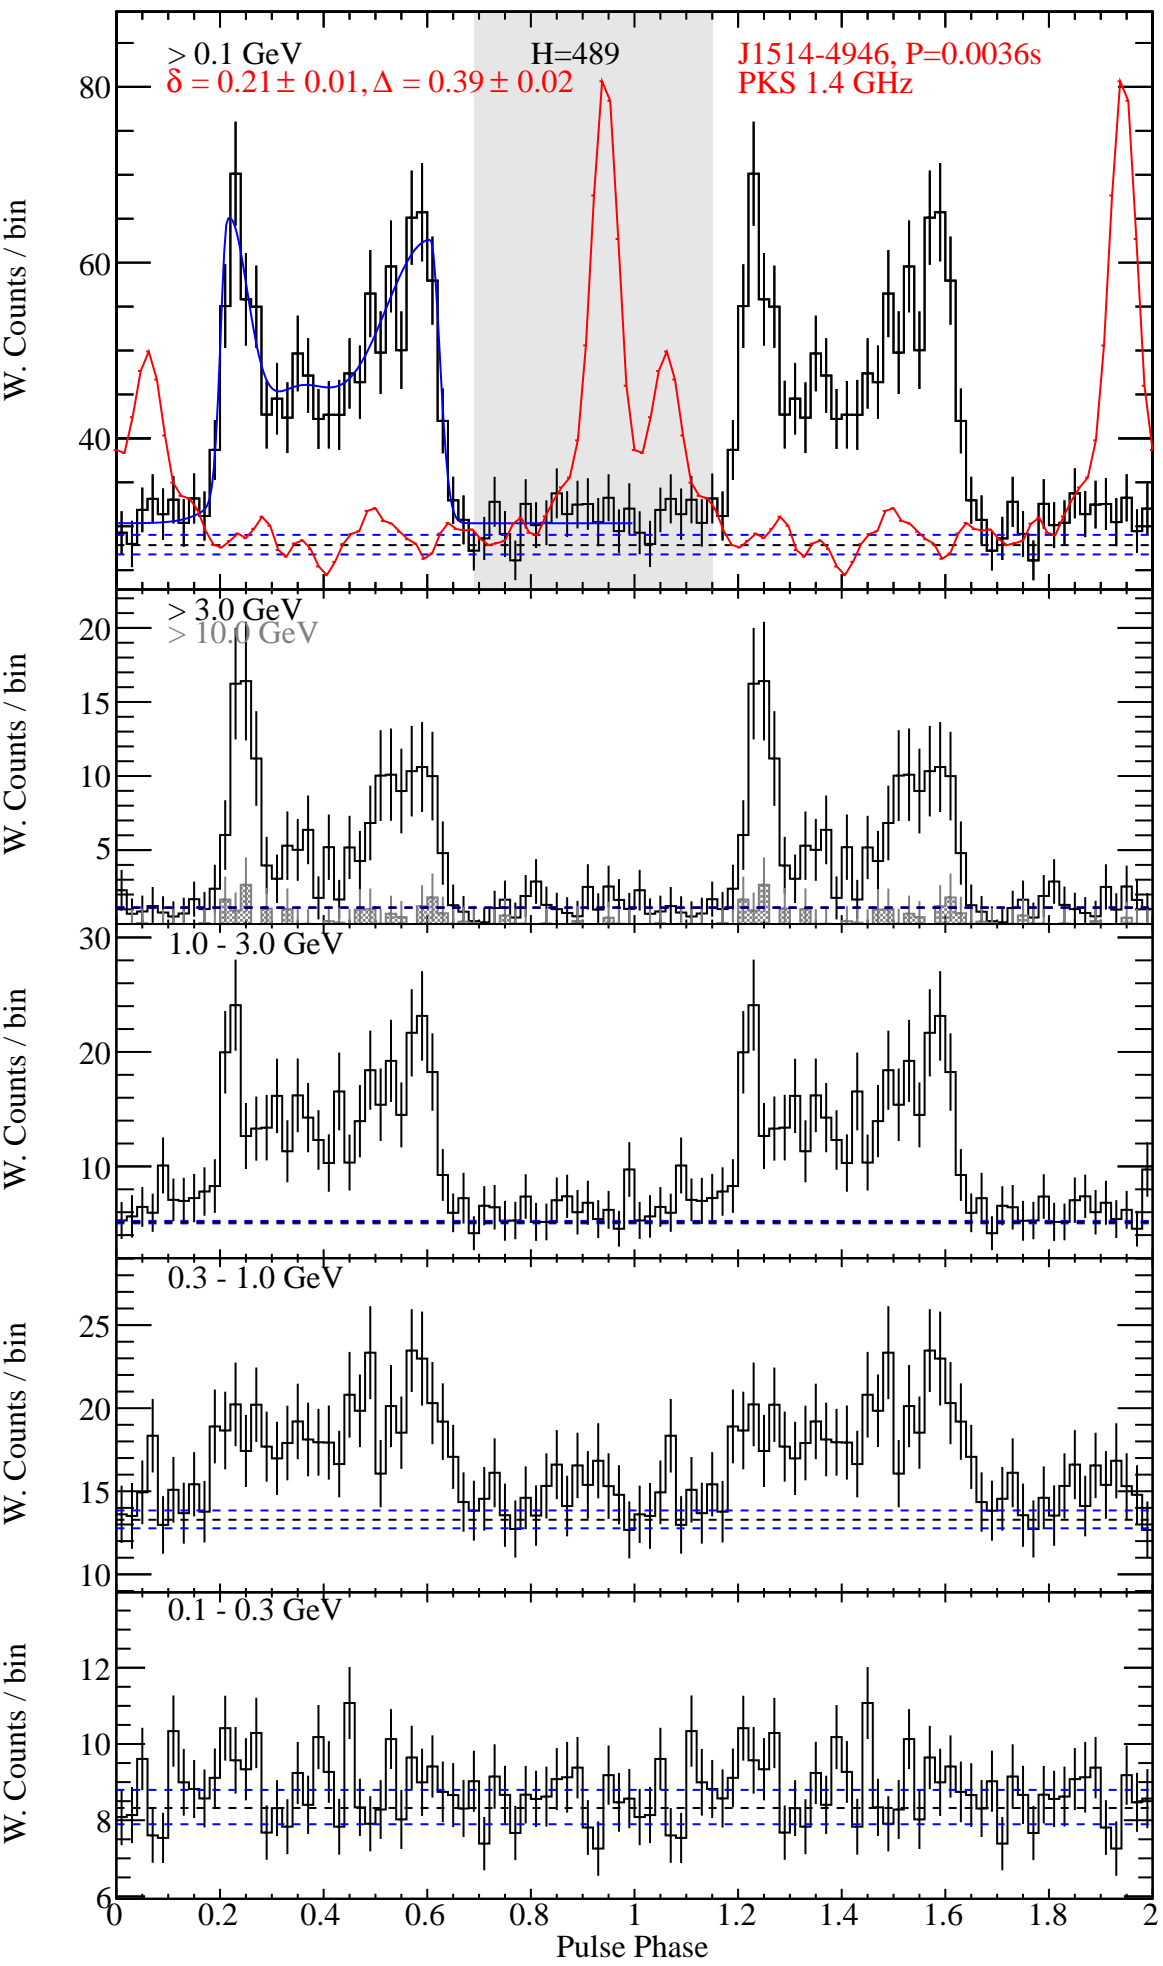 > 0.1 GeV
H=489
J1514-4946, P=0.0036s
δ = 0.21 ± 0.01, Δ = 0.39 ± 0.02
PKS 1.4 GHz
80
60
40
W. Counts / bin
> 3.0 GeV
> 10.0 GeV
20
15
10
5
W. Counts / bin
30
1.0 - 3.0 GeV
20
10
W. Counts / bin
0.3 - 1.0 GeV
25
20
15
10
W. Counts / bin
0.1 - 0.3 GeV
12
10
8
6
W. Counts / bin
0 0.2 0.4 0.6 0.8 1 1.2 1.4 1.6 1.8 2
Pulse Phase